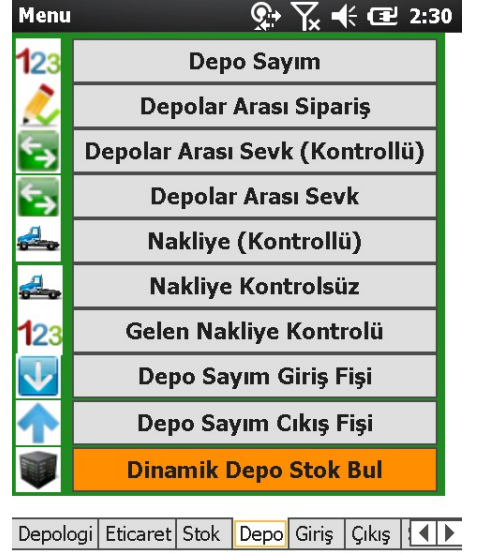 Menu 2:30
123 Depo Sayım
Depolar Arası Sipariş
Depolar Arası Sevk (Kontrollü)
Depolar Arası Sevk
Nakliye (Kontrollü)
Nakliye Kontrolsüz
123 Gelen Nakliye Kontrolü
Depo Sayım Giriş Fişi
Depo Sayım Cıkış Fişi
Dinamik Depo Stok Bul
Depologi Eticaret Stok Depo Giriş Çıkış